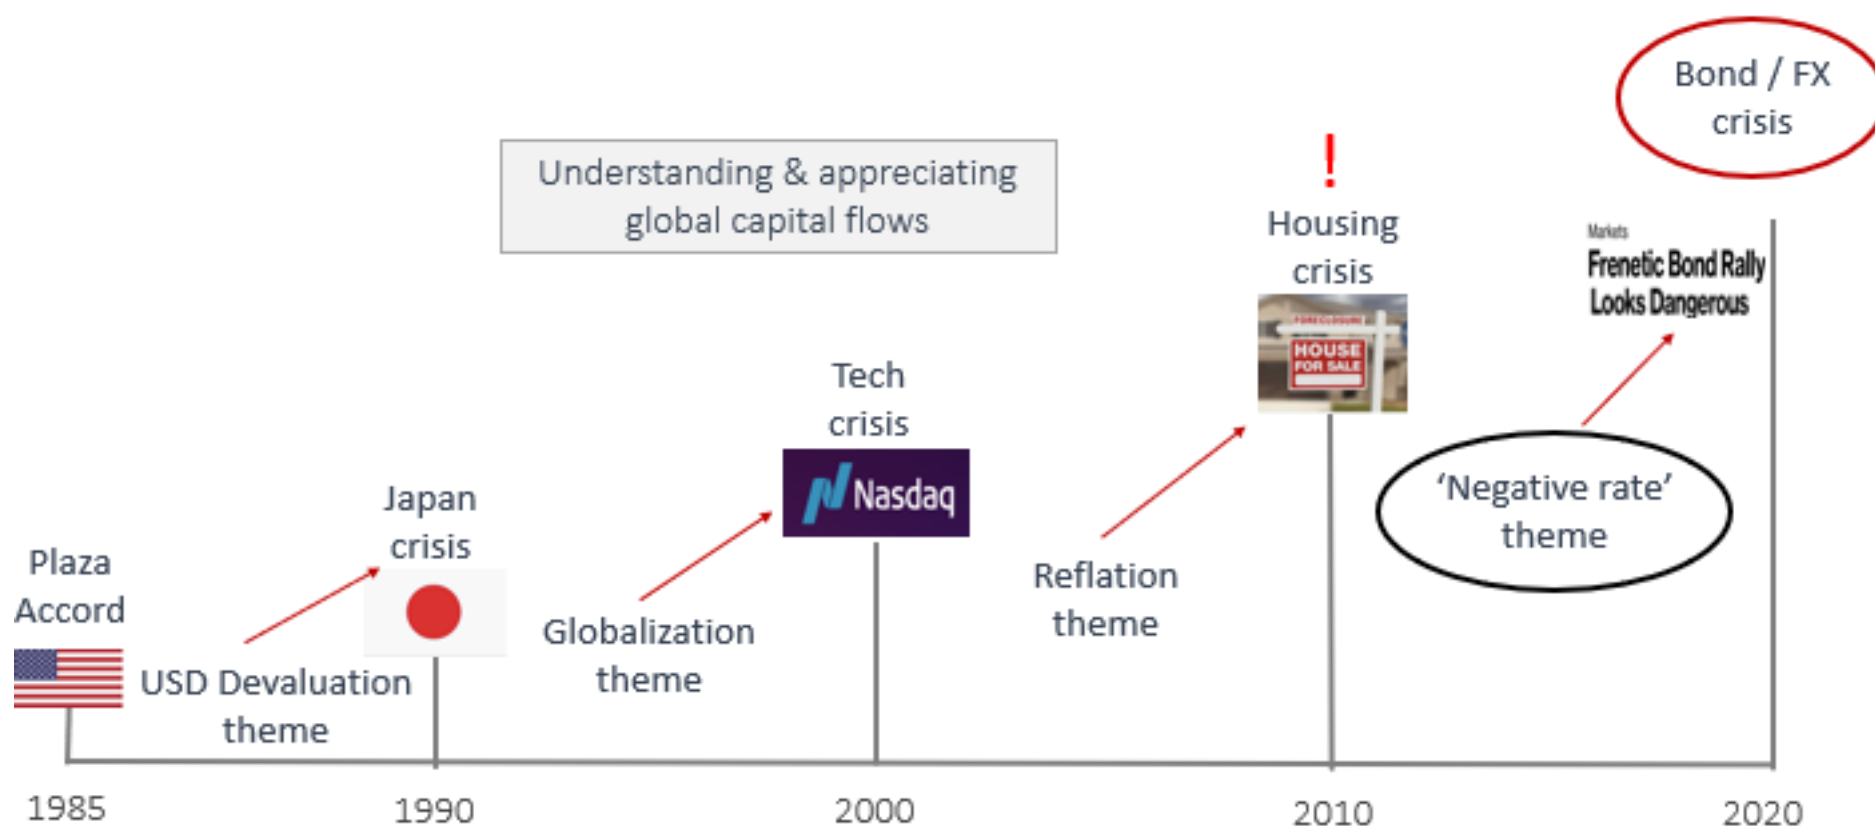 Bond / FX
crisis
Understanding & appreciating
global capital flows
!
Housing
crisis
Markets
Frenetic Bond Rally
Looks Dangerous
FORECLOSURE
HOUSE
FOR SALE
Tech
crisis
Nasdaq
Japan
crisis
'Negative rate'
theme
Plaza
Accord
Reflation
theme
Globalization
theme
USD Devaluation
theme
1985
1990
2000
2010
2020